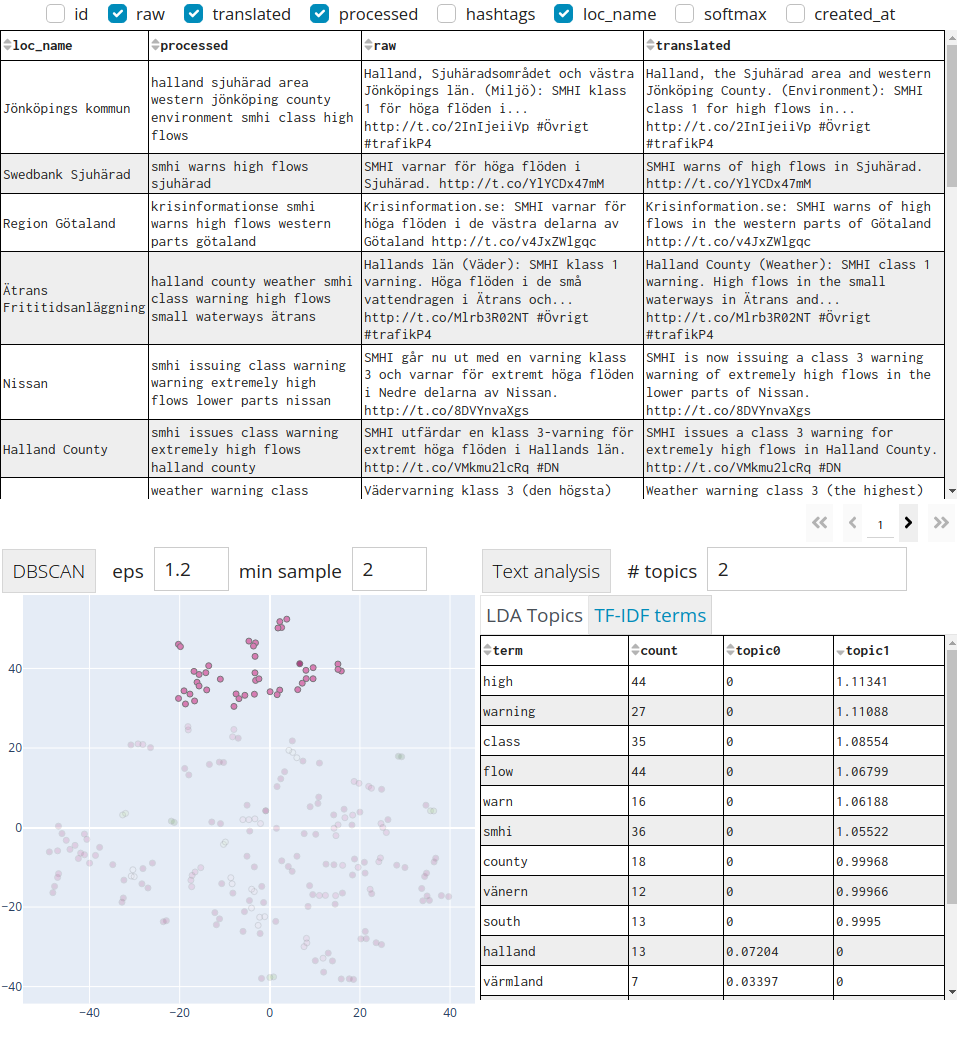 id raw translated processed hashtags loc_name softmax created_at
loc_name processed raw translated
Jönköpings kommun
halland sjuhärad area
western jönköping county
environment smhi class high
flows
Halland, Sjuhäradsområdet och västra
Jönköpings län. (Miljö): SMHI klass
1 för höga flöden i...
http://t.co/2InIjeiiVp #Övrigt
#trafikP4
Halland, the Sjuhärad area and western
Jönköping County. (Environment): SMHI
class 1 for high flows in...
http://t.co/2InIjeiiVp #Övrigt
#trafikP4
Swedbank Sjuhärad
smhi warns high flows
sjuhärad
SMHI varnar för höga flöden i
Sjuhärad. http://t.co/YlYCDx47mM
SMHI warns of high flows in Sjuhärad.
http://t.co/YlYCDx47mM
Region Götaland
krisinformationse smhi
warns high flows western
parts götaland
Krisinformation.se: SMHI varnar för
höga flöden i de västra delarna av
Götaland http://t.co/v4JxZWlgqc
Krisinformation.se: SMHI warns of high
flows in the western parts of Götaland
http://t.co/v4JxZWlgqc
Ätrans
Frititidsanläggning
halland county weather smhi
class warning high flows
small waterways ätrans
Hallands län (Väder): SMHI klass 1
varning. Höga flöden i de små
vattendragen i Ätrans och...
http://t.co/Mlrb3R02NT #Övrigt
#trafikP4
Halland County (Weather): SMHI class 1
warning. High flows in the small
waterways in Ätrans and...
http://t.co/Mlrb3R02NT #Övrigt
#trafikP4
Nissan
smhi issuing class warning
warning extremely high
flows lower parts nissan
SMHI går nu ut med en varning klass
3 och varnar för extremt höga flöden
i Nedre delarna av Nissan.
http://t.co/8DVYnvaXgs
SMHI is now issuing a class 3 warning
warning of extremely high flows in the
lower parts of Nissan.
http://t.co/8DVYnvaXgs
Halland County
smhi issues class warning
extremely high flows
halland county
SMHI utfärdar en klass 3-varning för
extremt höga flöden i Hallands län.
http://t.co/VMkmu2lcRq #DN
SMHI issues a class 3 warning for
extremely high flows in Halland County.
http://t.co/VMkmu2lcRq #DN
weather warning class
Vädervarning klass 3 (den högsta)
Weather warning class 3 (the highest)
1
DBSCAN eps 1.2 min sample 2
40
20
0
−20
−40
−40 −20 0 20 40
Text analysis # topics 2
LDA Topics TF-IDF terms
term count topic0 topic1
high 44 0 1.11341
warning 27 0 1.11088
class 35 0 1.08554
flow 44 0 1.06799
warn 16 0 1.06188
smhi 36 0 1.05522
county 18 0 0.99968
vänern 12 0 0.99966
south 13 0 0.9995
halland 13 0.07204 0
värmland 7 0.03397 0